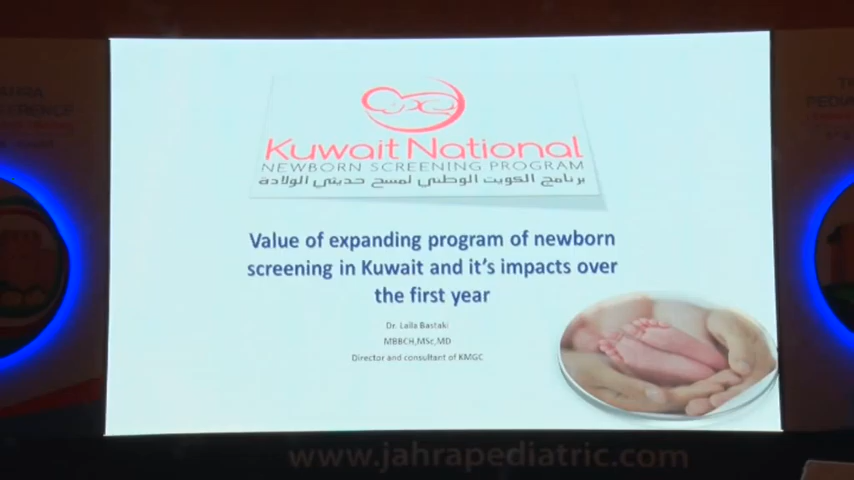 Kuwait National
NEWBORN SCREENING PROGRAM
برنامج الكويت الوطني لمسح حديثي الولادة
Value of expanding program of newborn
screening in Kuwait and it's impacts over
the first year
Dr. Laila Bastaki
MBBCH,MSc,MD
Director and consultant of KMGC
www.jahrapediatric.com